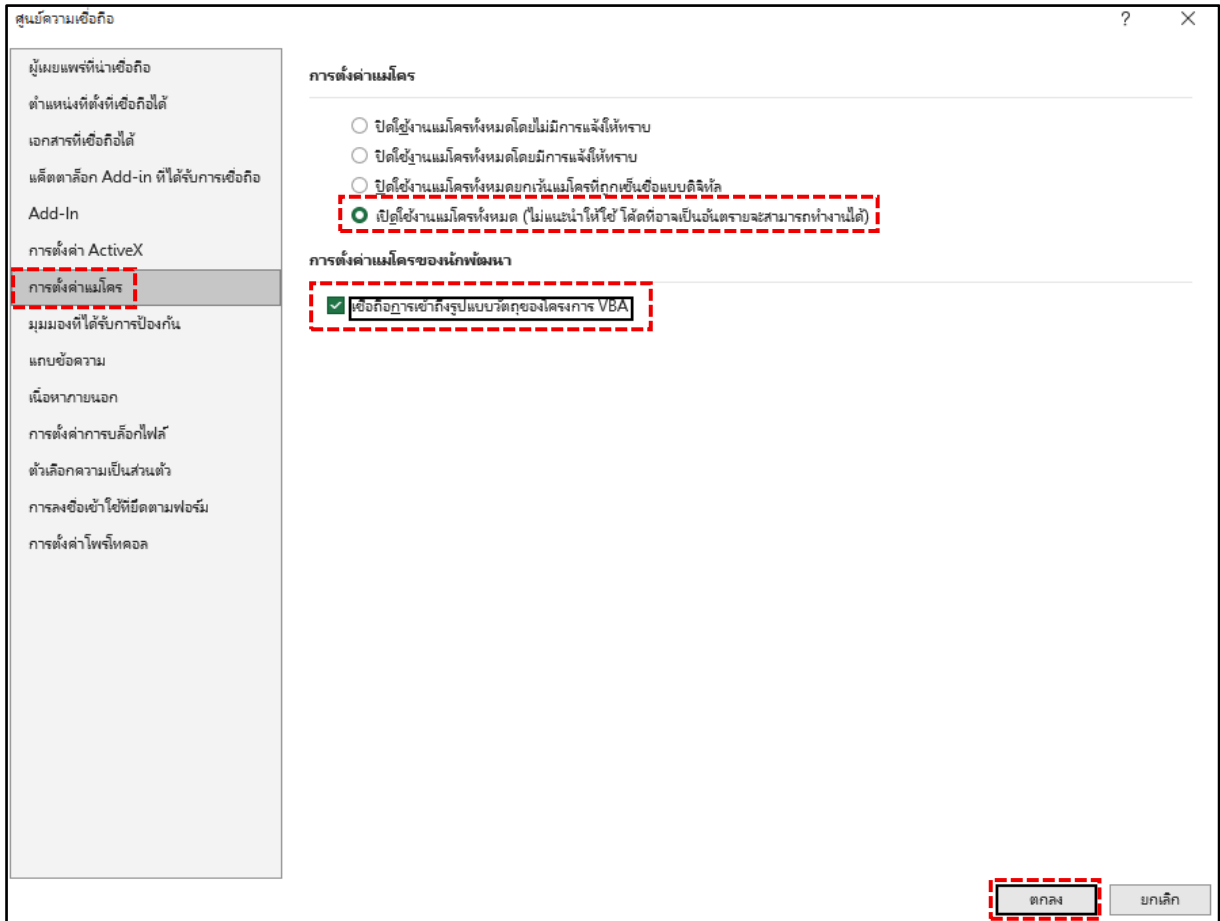 ศูนย์ความเชื่อถือ
?
ผู้เผยแพร่ที่น่าเชื่อถือ
ตำแหน่งที่ตั้งที่เชื่อถือได้
เอกสารที่เชื่อถือได้
แค็ตตาล็อก Add-in ที่ได้รับการเชื่อถือ
Add-In
การตั้งค่า ActiveX
การตั้งค่าแมโคร
มุมมองที่ได้รับการป้องกัน
แถบข้อความ
เนื้อหาภายนอก
การตั้งค่าการบล็อกไฟล์
ตัวเลือกความเป็นส่วนตัว
การลงชื่อเข้าใช้ที่ยึดตามฟอร์ม
การตั้งค่าโพรโทคอล
การตั้งค่าแมโคร
ปิดใช้งานแมโครทั้งหมดโดยไม่มีการแจ้งให้ทราบ
ปิดใช้งานแมโครทั้งหมดโดยมีการแจ้งให้ทราบ
ปิดใช้งานแมโครทั้งหมดยกเว้นแมโครที่ถูกเซ็นชื่อแบบดิจิทัล
เปิดใช้งานแมโครทั้งหมด (ไม่แนะนำให้ใช้ โค้ดที่อาจเป็นอันตรายจะสามารถทำงานได้)
การตั้งค่าแมโครของนักพัฒนา
เชื่อถือการเข้าถึงรูปแบบวัตถุของโครงการ VBA
ตกลง
ยกเลิก